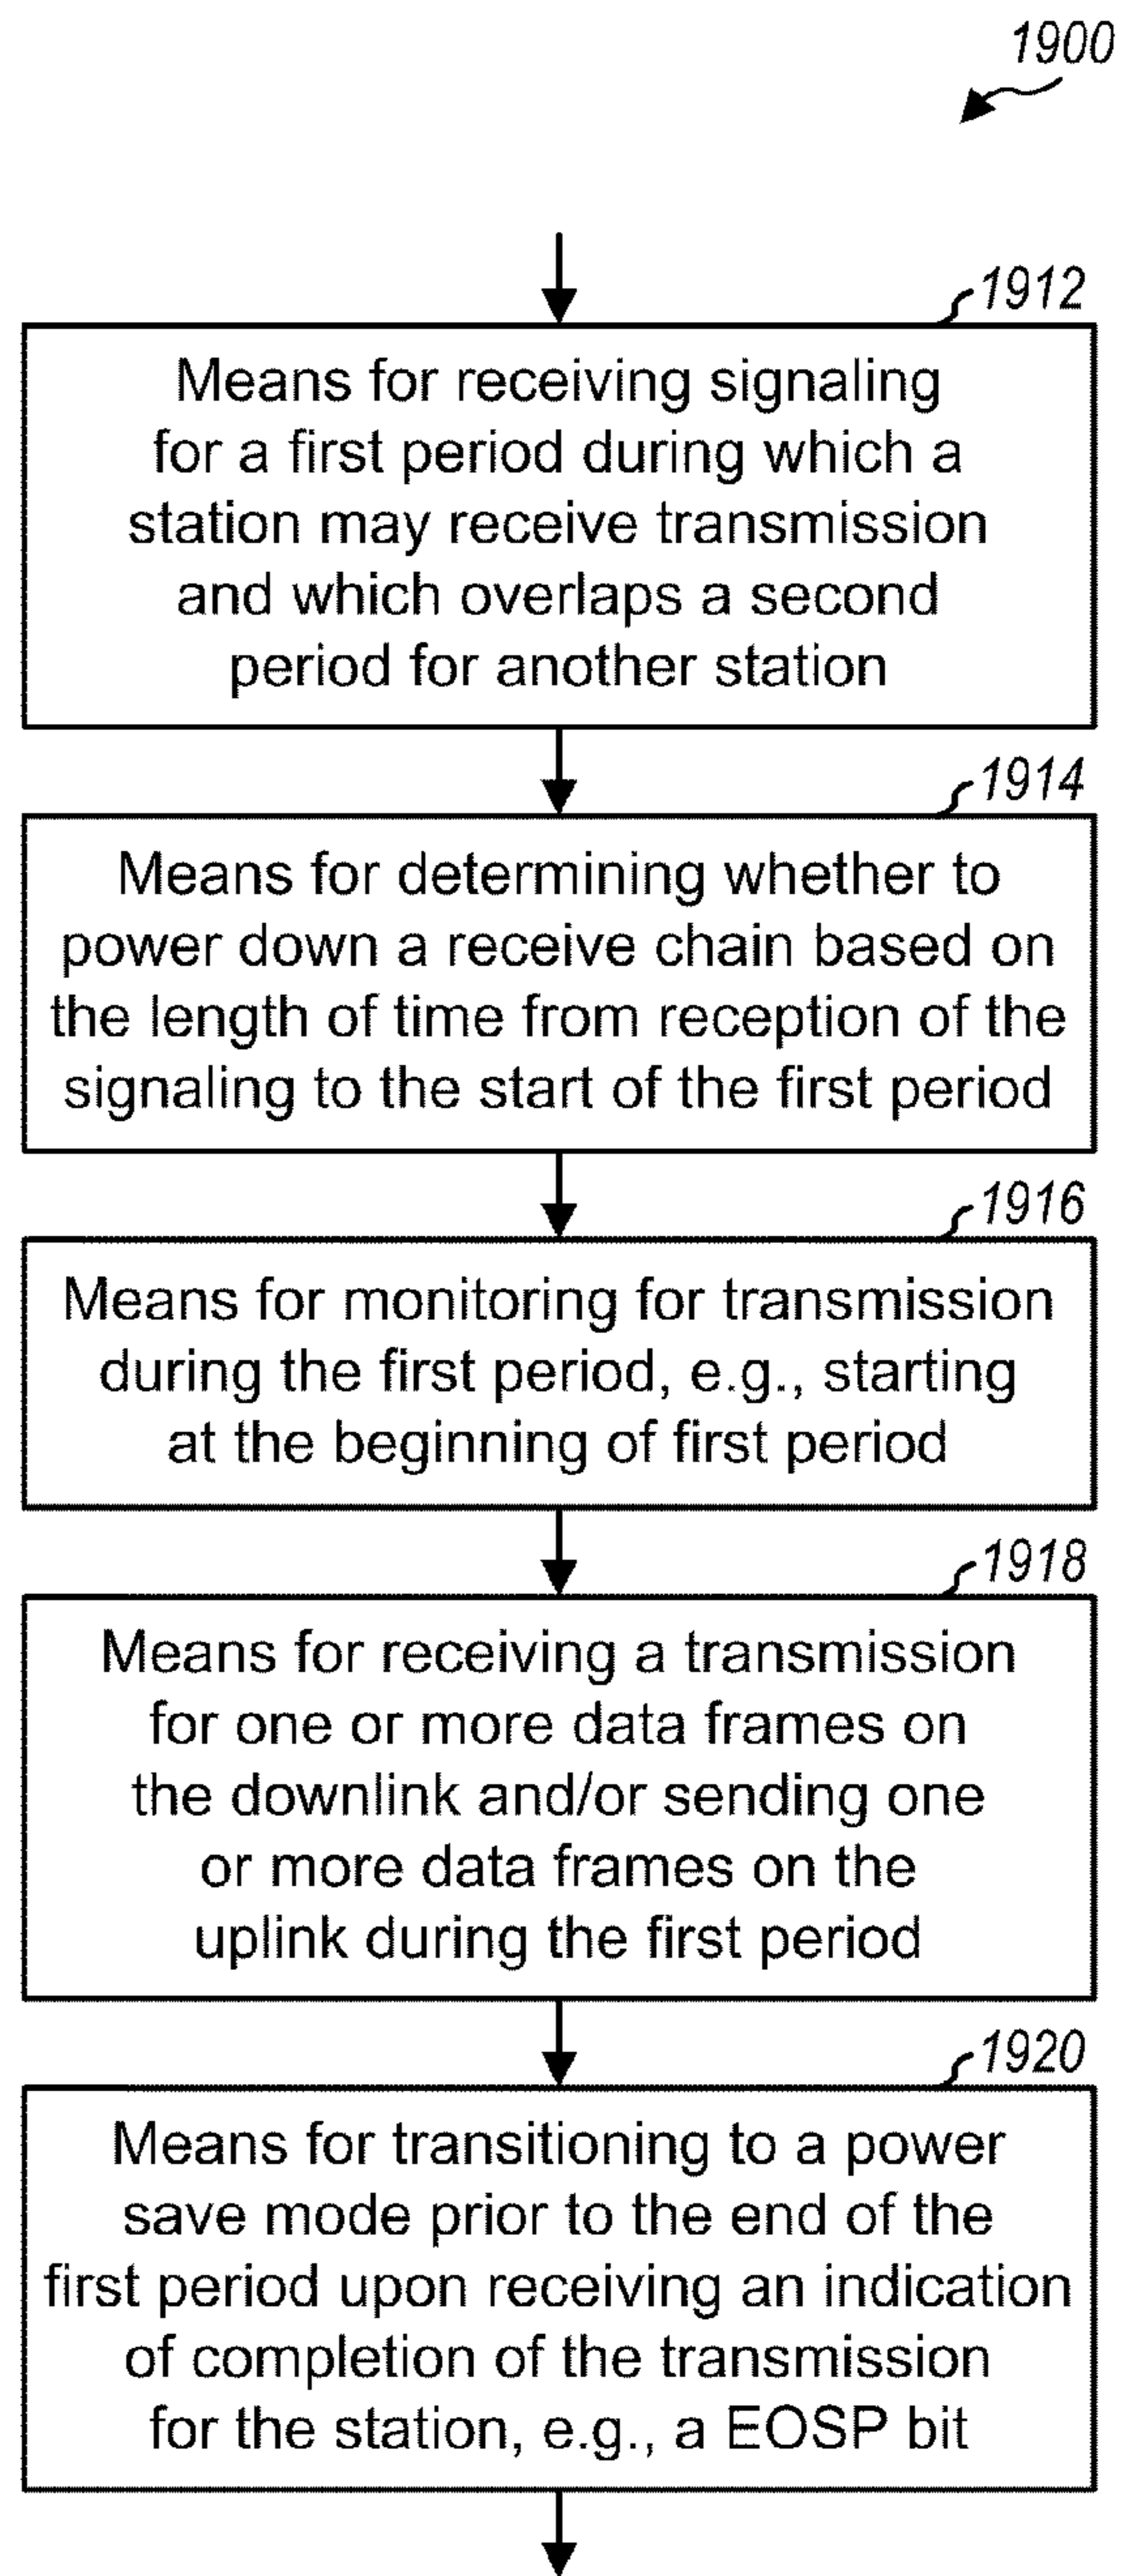 1900
1912
Means for receiving signaling
for a first period during which a
station may receive transmission
and which overlaps a second
period for another station
1914
Means for determining whether to
power down a receive chain based on
the length of time from reception of the
signaling to the start of the first period
1916
Means for monitoring for transmission
during the first period, e.g., starting
at the beginning of first period
1918
Means for receiving a transmission
for one or more data frames on
the downlink and/or sending one
or more data frames on the
uplink during the first period
1920
Means for transitioning to a power
save mode prior to the end of the
first period upon receiving an indication
of completion of the transmission
for the station, e.g., a EOSP bit